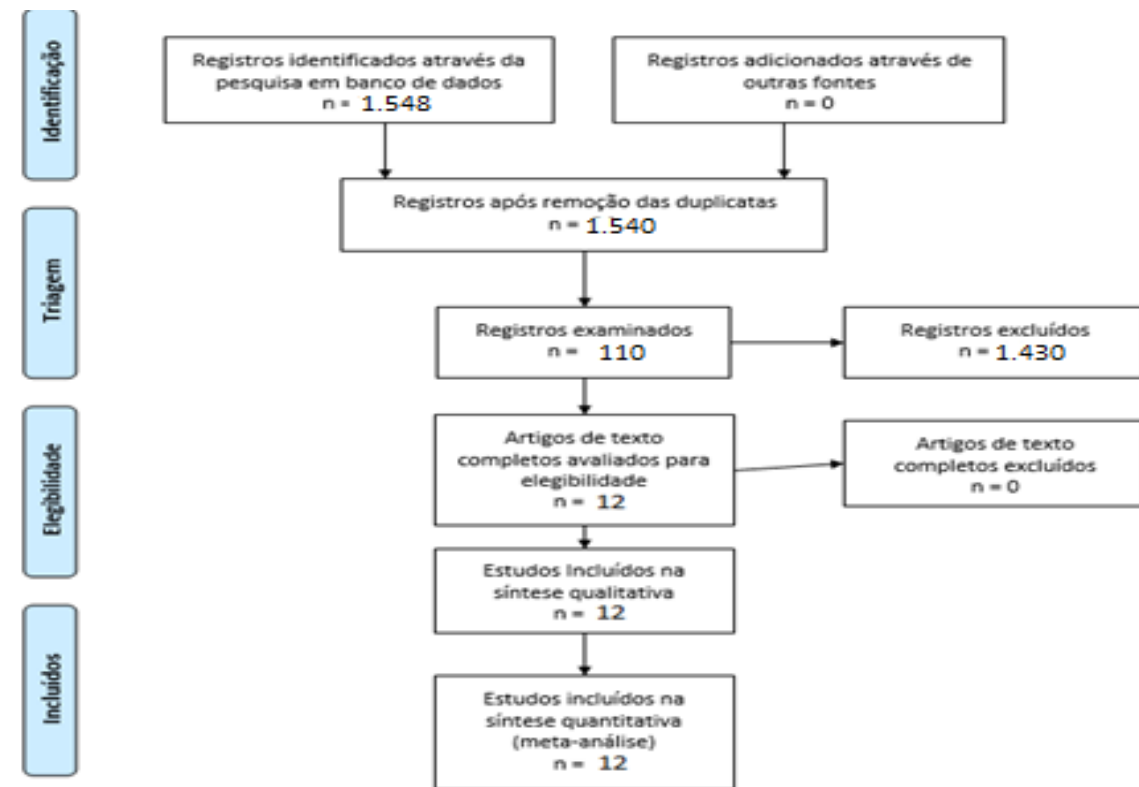 Identificação
Registros identificados através da
pesquisa em banco de dados
n = 1.548
Registros adicionados através de
outras fontes
n = 0
Registros após remoção das duplicatas
n = 1.540
Triagem
Registros examinados
n = 110
Registros excluídos
n = 1.430
Elegibilidade
Artigos de texto
completos avaliados para
elegibilidade
n = 12
Artigos de texto
completos excluídos
n = 0
Estudos Incluídos na
síntese qualitativa
n = 12
Incluídos
Estudos incluídos na
síntese quantitativa
(meta-análise)
n = 12